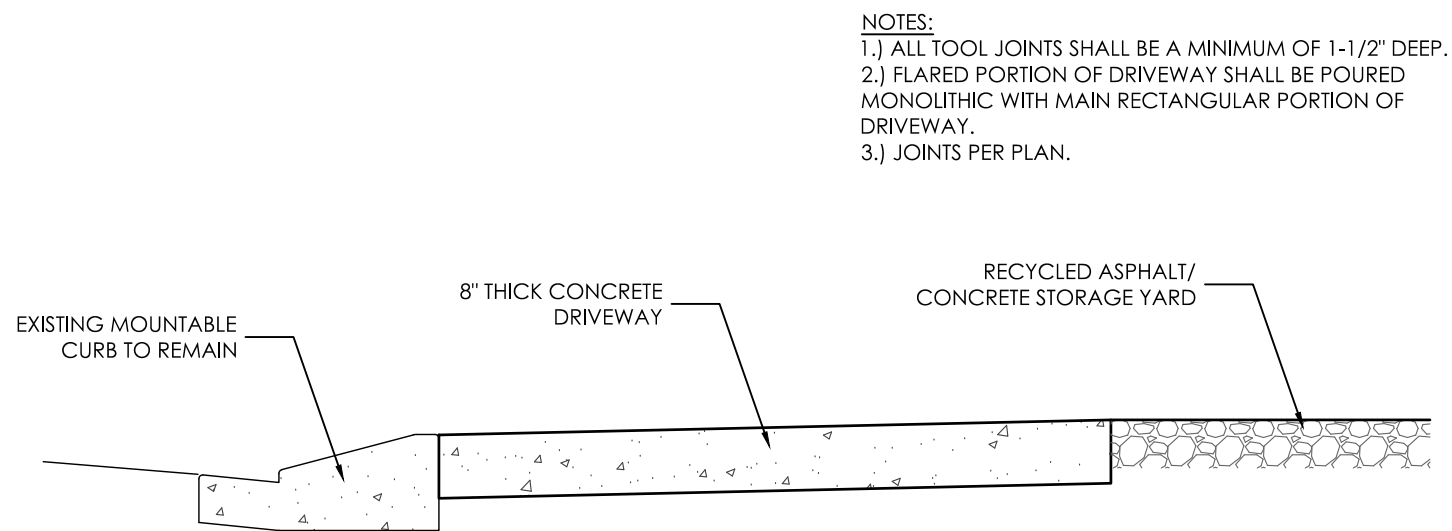 NOTES:
1.) ALL TOOL JOINTS SHALL BE A MINIMUM OF 1-1/2" DEEP.
2.) FLARED PORTION OF DRIVEWAY SHALL BE POURED
MONOLITHIC WITH MAIN RECTANGULAR PORTION OF
DRIVEWAY.
3.) JOINTS PER PLAN.
EXISTING MOUNTABLE
CURB TO REMAIN
8" THICK CONCRETE
DRIVEWAY
RECYCLED ASPHALT/
CONCRETE STORAGE YARD